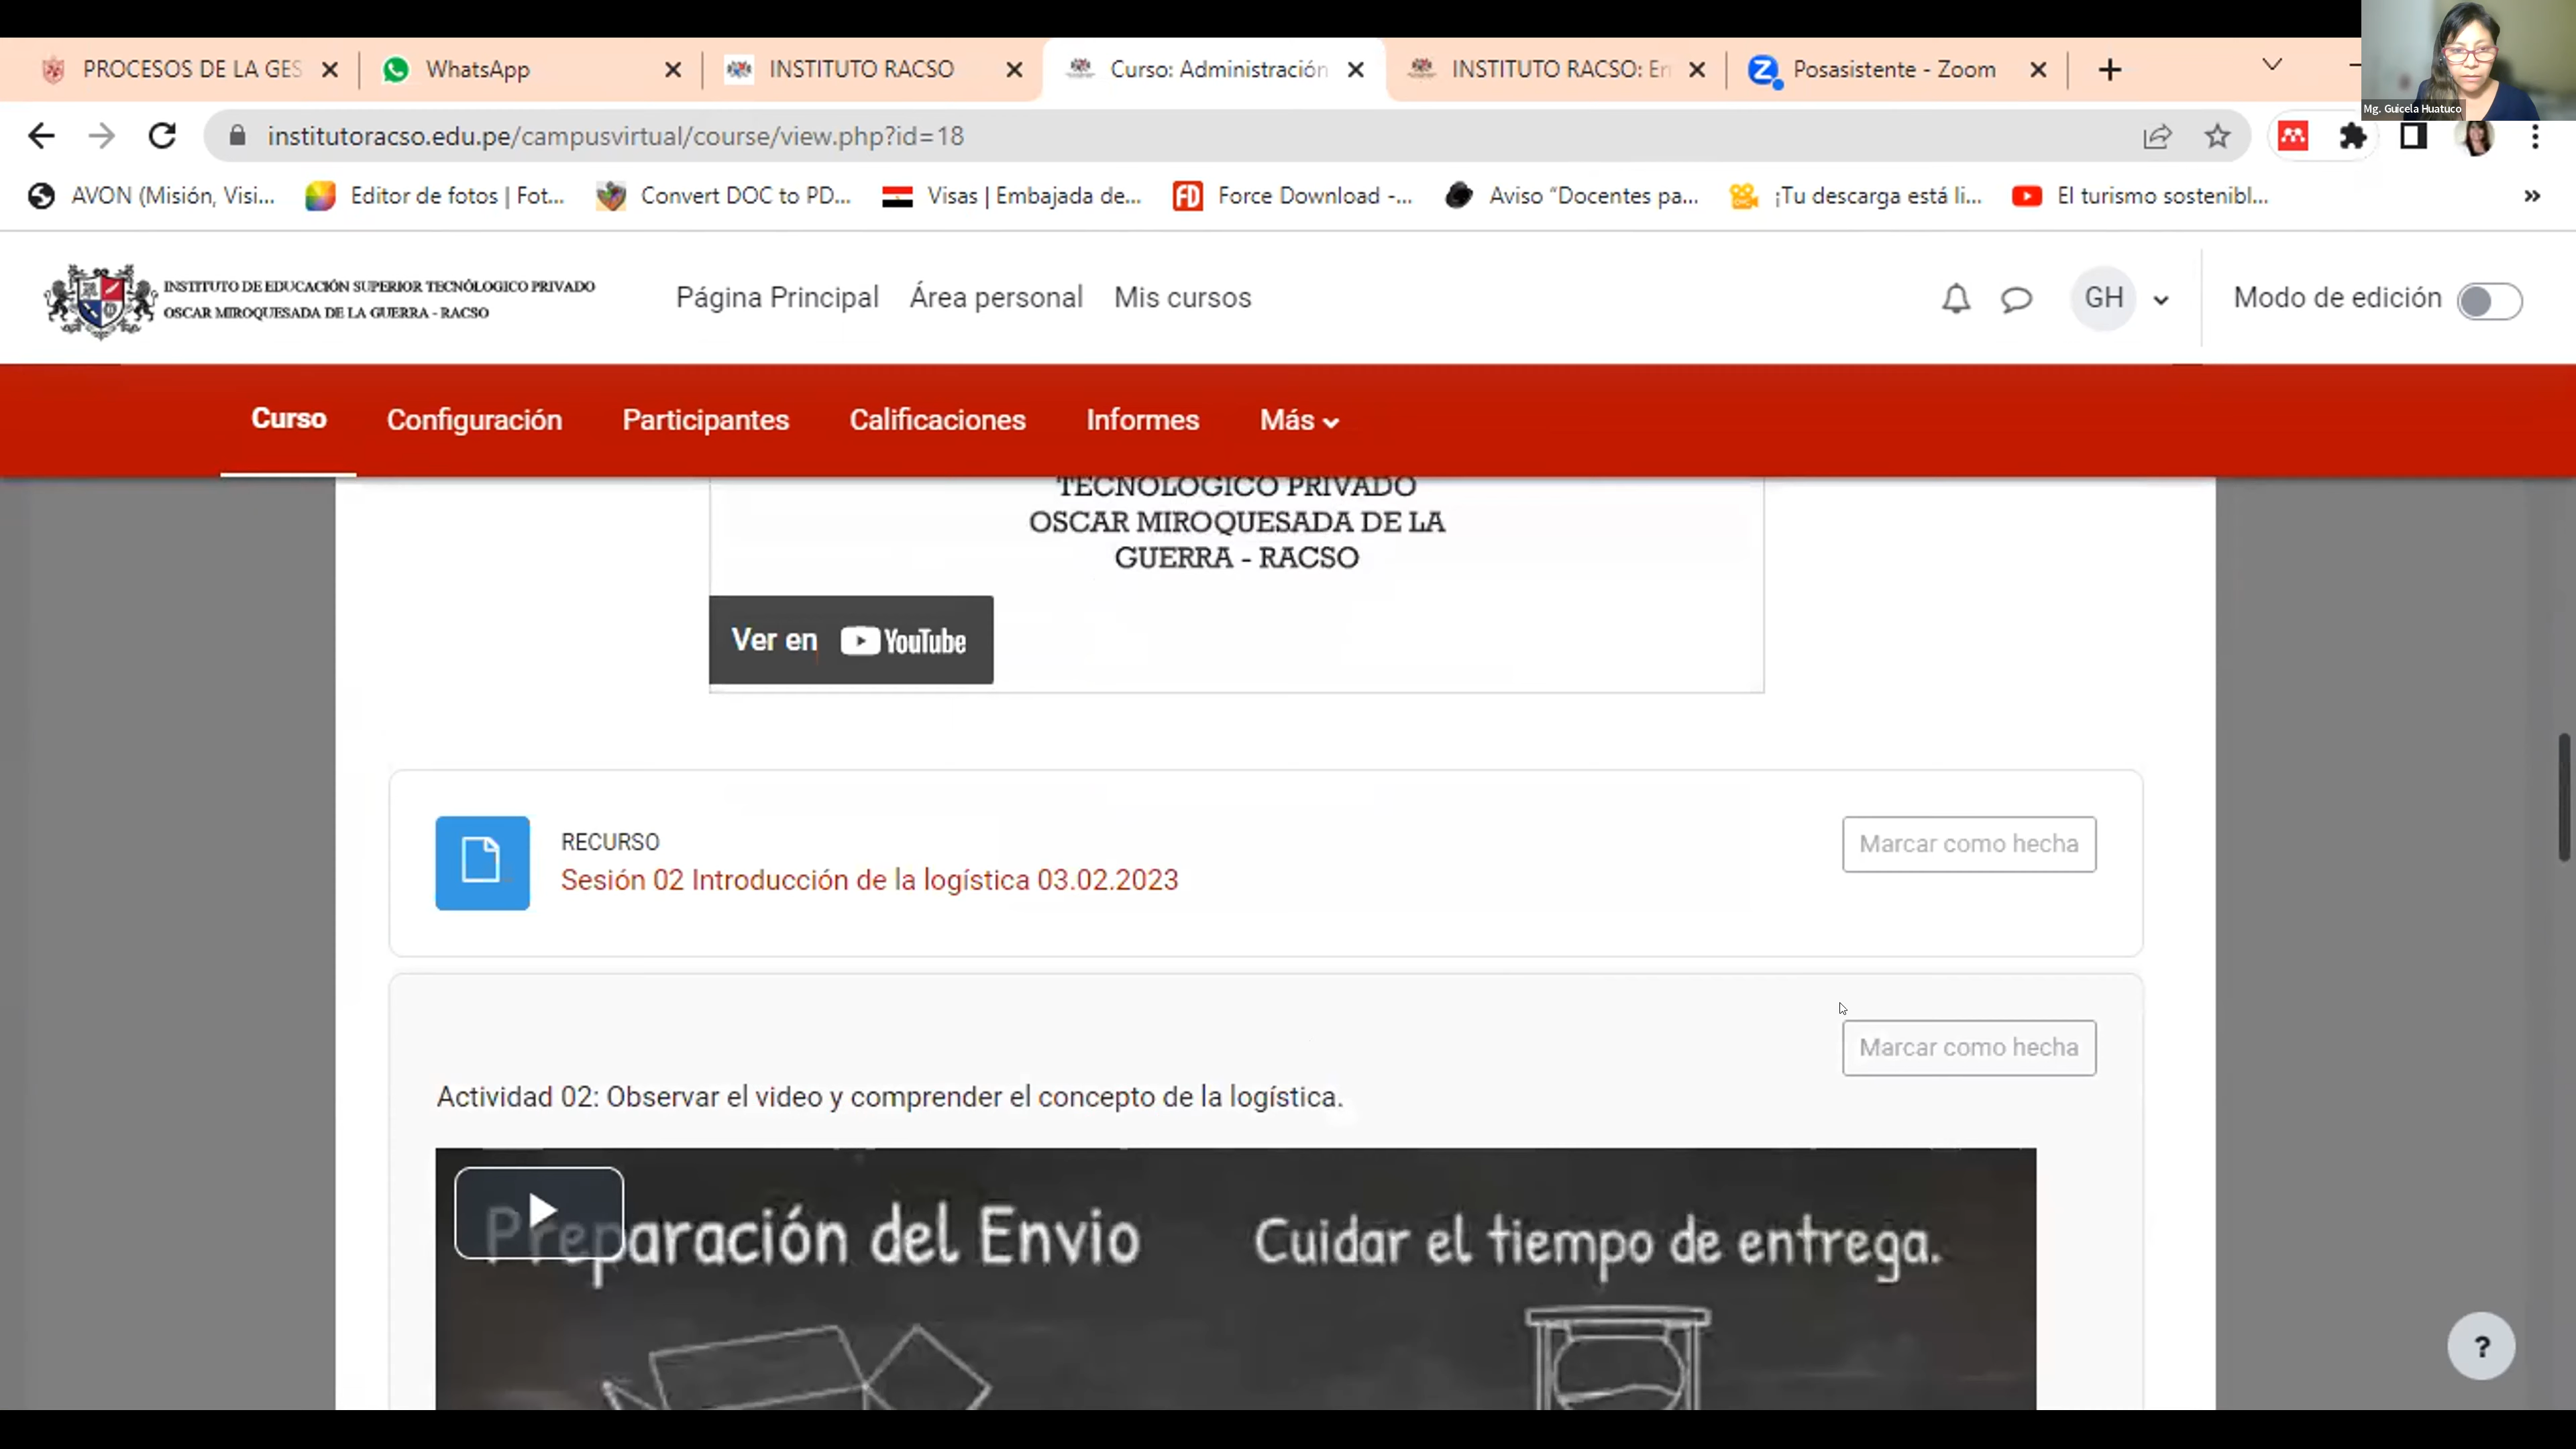 PROCESOS DE LA GES
WhatsApp
INSTITUTO RACSO
Curso: Administración
INSTITUTO RACSO: En
Posasistente - Zoom
Mg. Guicela Huatuco
institutoracso.edu.pe/campusvirtual/course/view.php?id=18
AVON (Misión, Visi...
Editor de fotos | Fot...
Convert DOC to PD...
Visas | Embajada de...
FD
Force Download -...
Aviso “Docentes pa...
¡Tu descarga está li...
El turismo sostenibl...
INSTITUTO DE EDUCACIÓN SUPERIOR TECNÓLOGICO PRIVADO
OSCAR MIROQUESADA DE LA GUERRA - RACSO
Página Principal
Área personal
Mis cursos
GH
Modo de edición
Curso
Configuración
Participantes
Calificaciones
Informes
Más
TECNOLOGICO PRIVADO
OSCAR MIROQUESADA DE LA
GUERRA - RACSO
Ver en YouTube
RECURSO
Sesión 02 Introducción de la logística 03.02.2023
Marcar como hecha
Marcar como hecha
Actividad 02: Observar el video y comprender el concepto de la logística.
Preparación del Envio
Cuidar el tiempo de entrega.
?